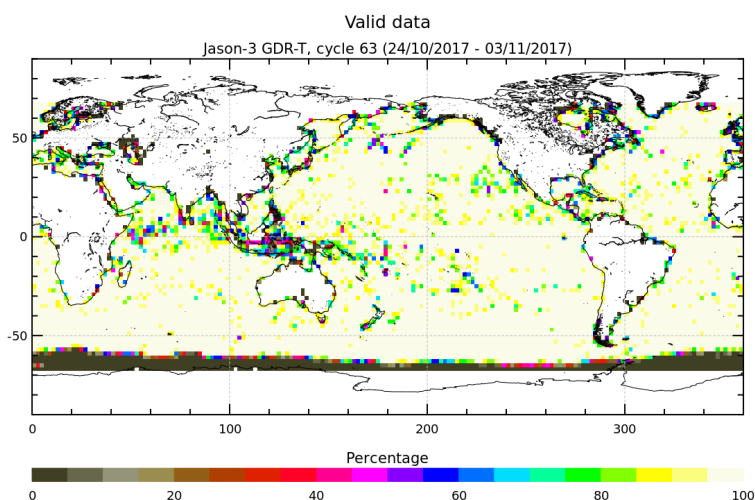 Valid data
Jason-3 GDR-T, cycle 63 (24/10/2017 - 03/11/2017)
50
0
-50
0 100 200 300
Percentage
0 20 40 60 80 100